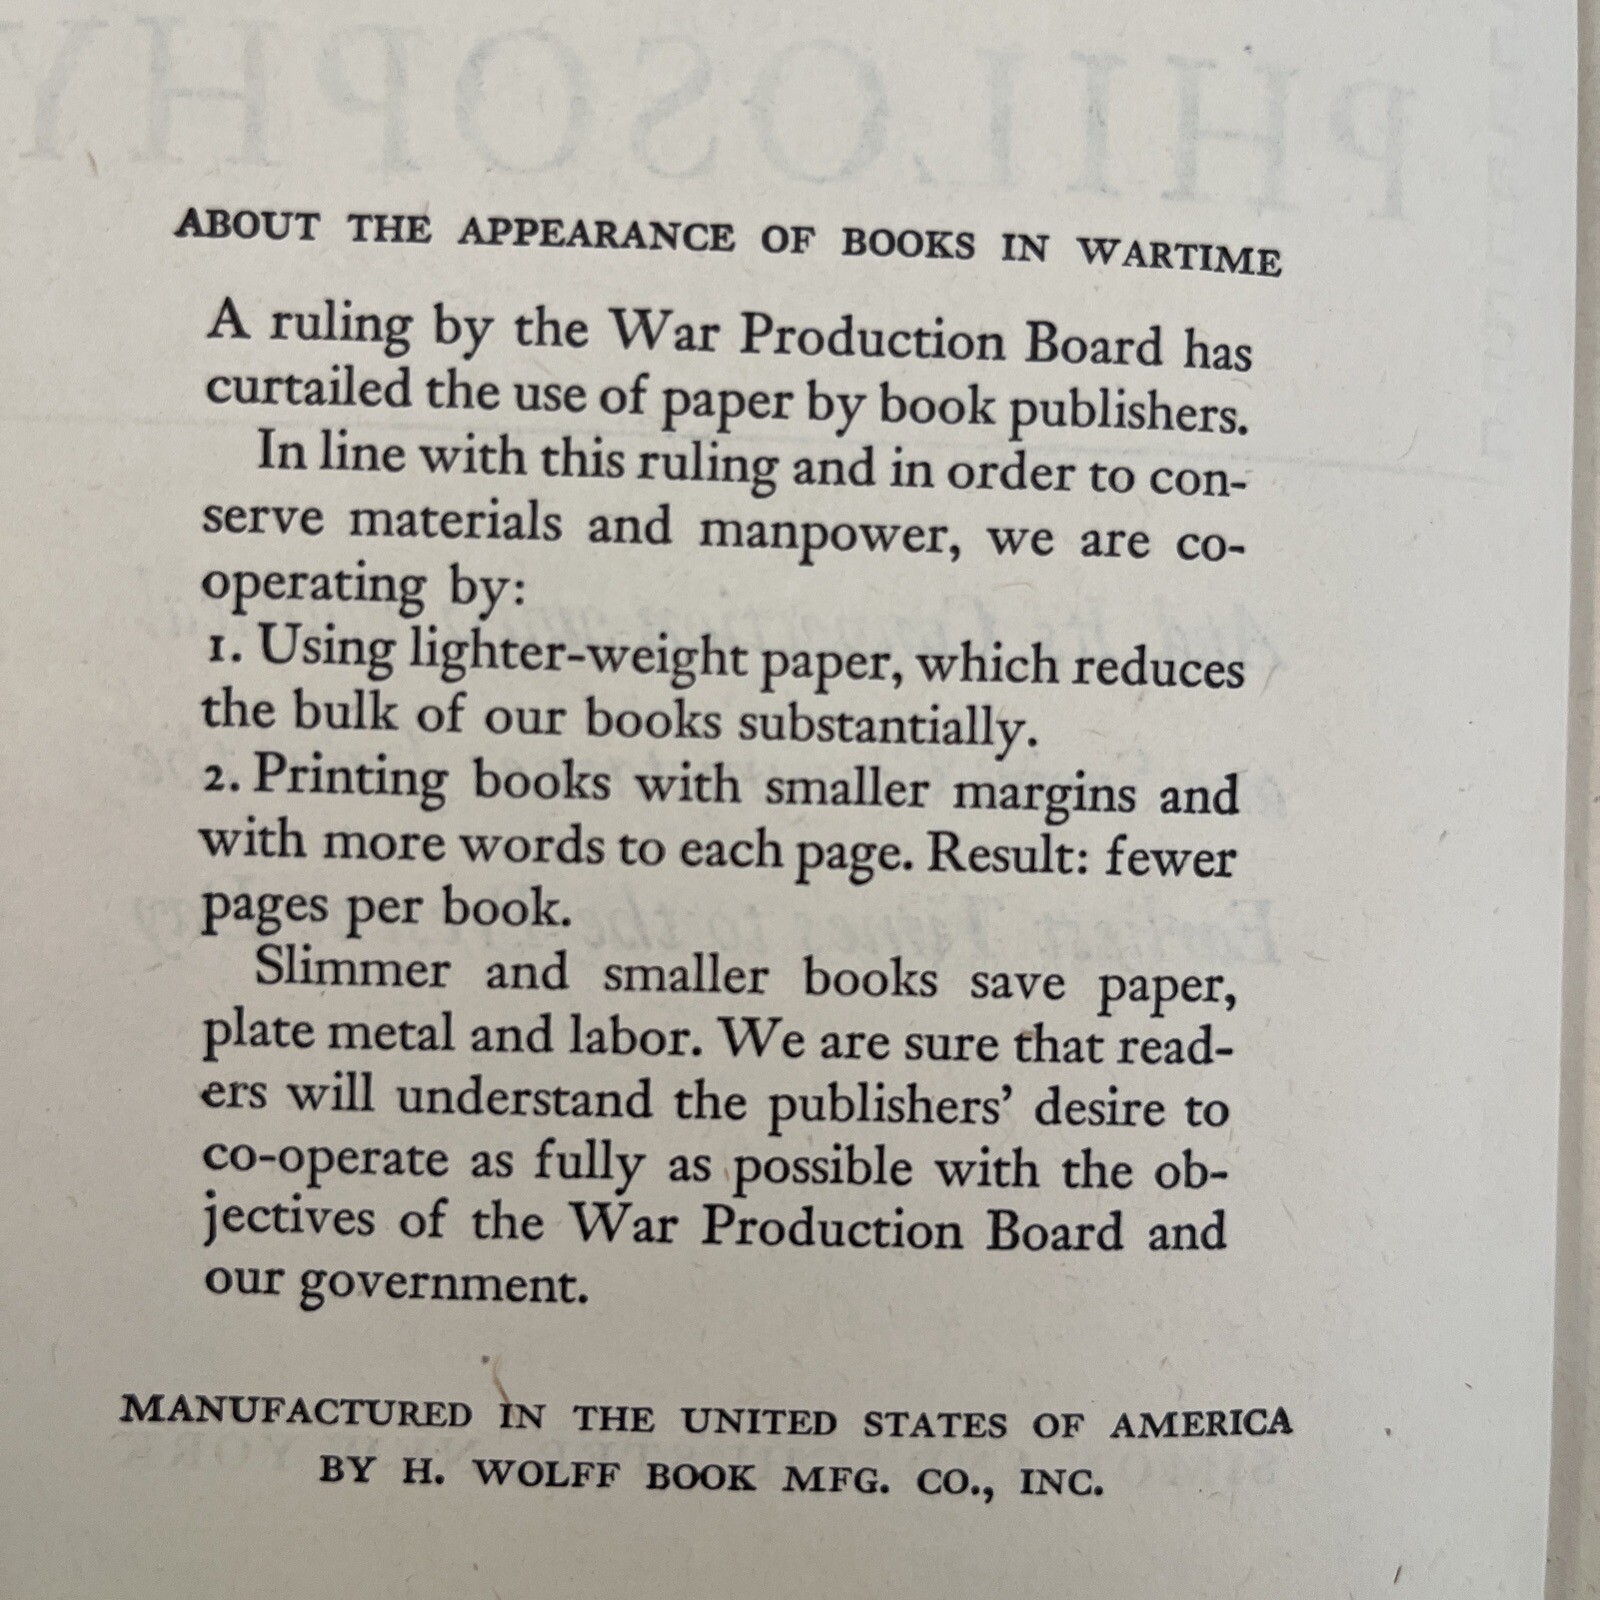 PHILOSOPHY
ABOUT THE APPEARANCE OF BOOKS IN WARTIME
A ruling by the War Production Board has
curtailed the use of paper by book publishers.
In line with this ruling and in order to con-
serve materials and manpower, we are co-
operating by:
1. Using lighter-weight paper, which reduces
the bulk of our books substantially.
2. Printing books with smaller margins and
with more words to each page. Result: fewer
pages per book.
Slimmer and smaller books save paper,
plate metal and labor. We are sure that read-
ers will understand the publishers’ desire to
co-operate as fully as possible with the ob-
jectives of the War Production Board and
our government.
MANUFACTURED IN THE UNITED STATES OF AMERICA
BY H. WOLFF BOOK MFG. CO., INC.